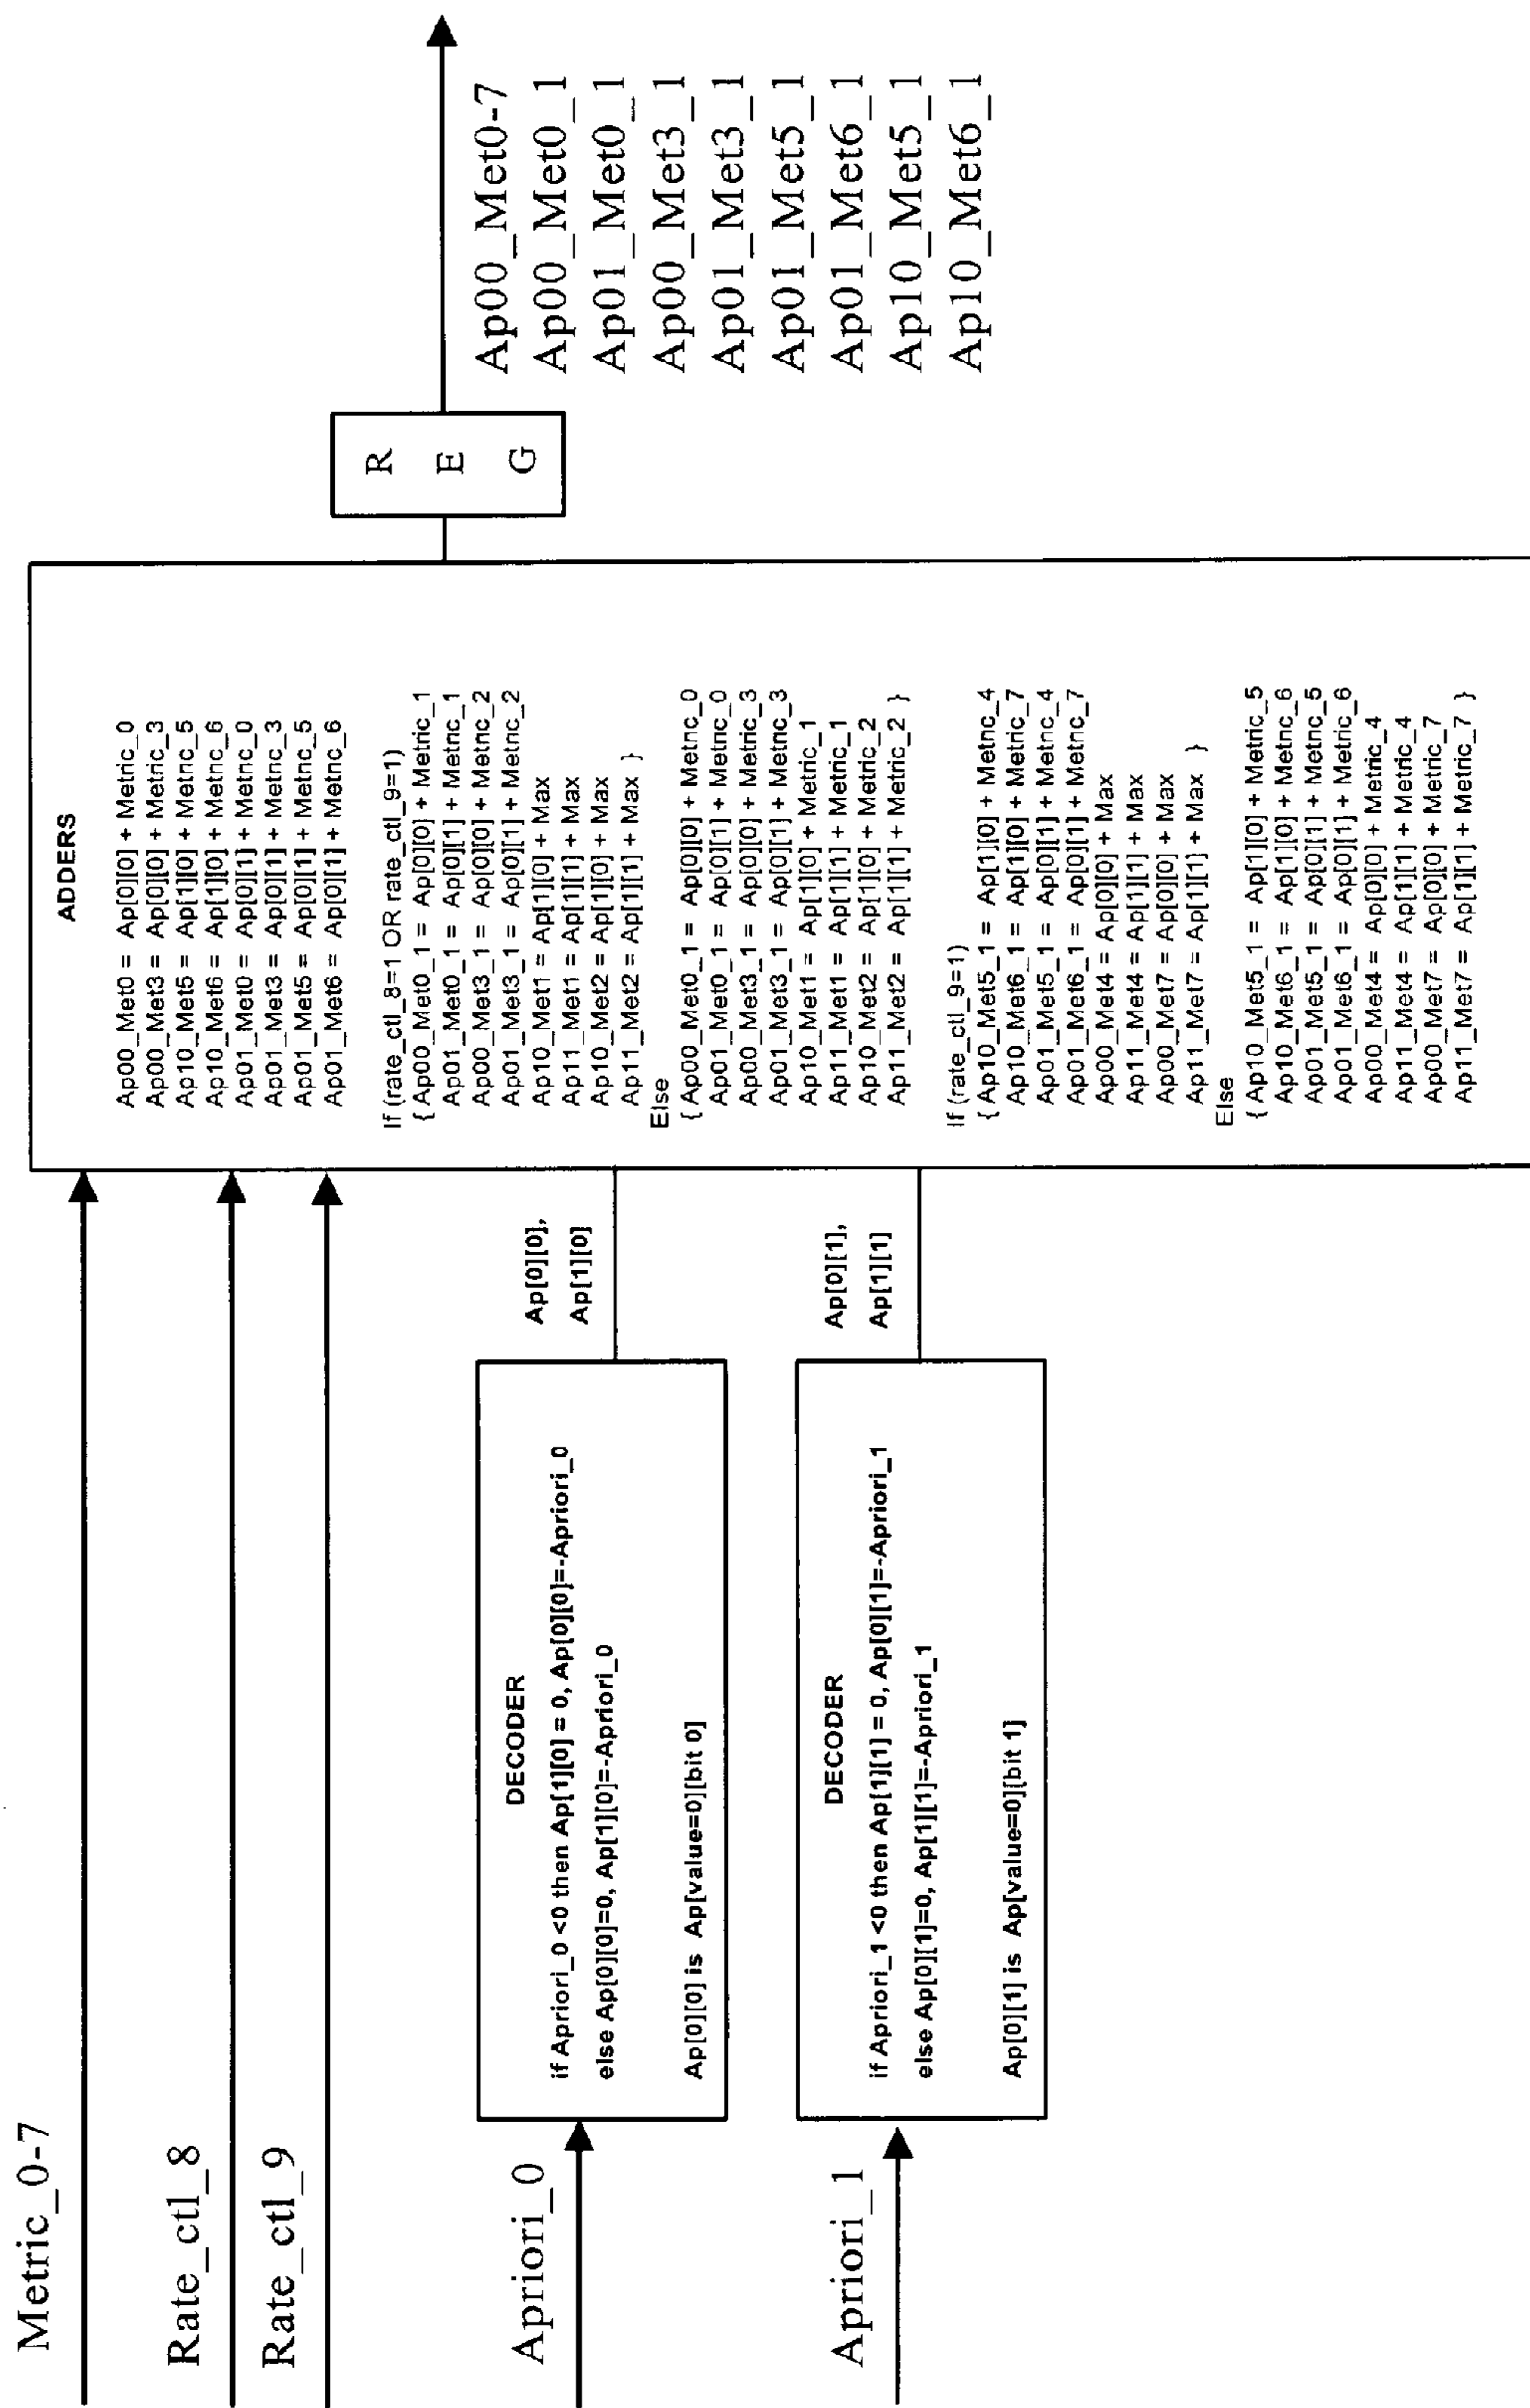 Metric_0-7
Rate_ctl_8
Rate_ctl_9
Apriori_0
Apriori_1
DECODER
if Apriori_0 <0 then Ap[1][0] = 0, Ap[0][0]=-Apriori_0
else Ap[0][0]=0, Ap[1][0]=-Apriori_0
Ap[0][0] is Ap[value=0][bit 0]
DECODER
if Apriori_1 <0 then Ap[1][1] = 0, Ap[0][1]=-Apriori_1
else Ap[0][1]=0, Ap[1][1]=-Apriori_1
Ap[0][1] is Ap[value=0][bit 1]
Ap[0][0],
Ap[1][0]
Ap[0][1],
Ap[1][1]
ADDERS
Ap00_Met0 = Ap[0][0] + Metric_0
Ap00_Met3 = Ap[0][0] + Metric_3
Ap10_Met5 = Ap[1][0] + Metric_5
Ap10_Met6 = Ap[1][0] + Metric_6
Ap01_Met0 = Ap[0][1] + Metric_0
Ap01_Met3 = Ap[0][1] + Metric_3
Ap01_Met5 = Ap[0][1] + Metric_5
Ap01_Met6 = Ap[0][1] + Metric_6
If (rate_ctl_8=1 OR rate_ctl_9=1)
{ Ap00_Met0_1 = Ap[0][0] + Metric_1
Ap01_Met0_1 = Ap[0][1] + Metric_1
Ap00_Met3_1 = Ap[0][0] + Metric_2
Ap01_Met3_1 = Ap[0][1] + Metric_2
Ap10_Met1 = Ap[1][0] + Max
Ap11_Met1 = Ap[1][1] + Max
Ap10_Met2 = Ap[1][0] + Max
Ap11_Met2 = Ap[1][1] + Max }
Else
{ Ap00_Met0_1 = Ap[0][0] + Metric_0
Ap01_Met0_1 = Ap[0][1] + Metric_0
Ap00_Met3_1 = Ap[0][0] + Metric_3
Ap01_Met3_1 = Ap[0][1] + Metric_3
Ap10_Met1 = Ap[1][0] + Metric_1
Ap11_Met1 = Ap[1][1] + Metric_1
Ap10_Met2 = Ap[1][0] + Metric_2
Ap11_Met2 = Ap[1][1] + Metric_2 }
If (rate_ctl_9=1)
{ Ap10_Met5_1 = Ap[1][0] + Metric_4
Ap10_Met6_1 = Ap[1][0] + Metric_7
Ap01_Met5_1 = Ap[0][1] + Metric_4
Ap01_Met6_1 = Ap[0][1] + Metric_7
Ap00_Met4 = Ap[0][0] + Max
Ap11_Met4 = Ap[1][1] + Max
Ap00_Met7 = Ap[0][0] + Max
Ap11_Met7 = Ap[1][1] + Max }
Else
{ Ap10_Met5_1 = Ap[1][0] + Metric_5
Ap10_Met6_1 = Ap[1][0] + Metric_6
Ap01_Met5_1 = Ap[0][1] + Metric_5
Ap01_Met6_1 = Ap[0][1] + Metric_6
Ap00_Met4 = Ap[0][0] + Metric_4
Ap11_Met4 = Ap[1][1] + Metric_4
Ap00_Met7 = Ap[0][0] + Metric_7
Ap11_Met7 = Ap[1][1] + Metric_7 }
R
E
G
Ap00_Met0-7
Ap00_Met0_1
Ap01_Met0_1
Ap00_Met3_1
Ap01_Met3_1
Ap01_Met5_1
Ap01_Met6_1
Ap10_Met5_1
Ap10_Met6_1